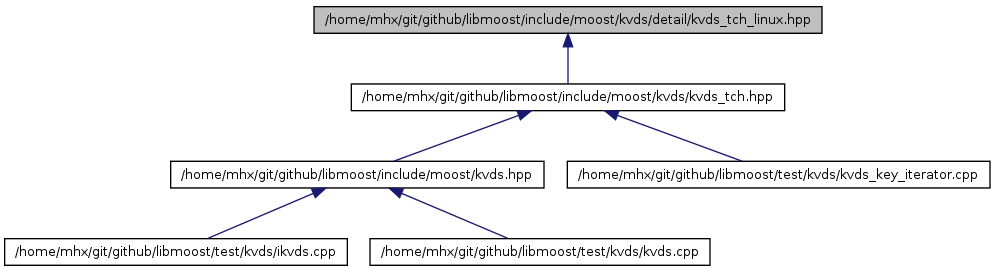 /home/mhx/git/github/libmoost/include/moost/kvds/detail/kvds_tch_linux.hpp
/home/mhx/git/github/libmoost/include/moost/kvds/kvds_tch.hpp
/home/mhx/git/github/libmoost/include/moost/kvds.hpp
/home/mhx/git/github/libmoost/test/kvds/kvds_key_iterator.cpp
/home/mhx/git/github/libmoost/test/kvds/ikvds.cpp
/home/mhx/git/github/libmoost/test/kvds/kvds.cpp